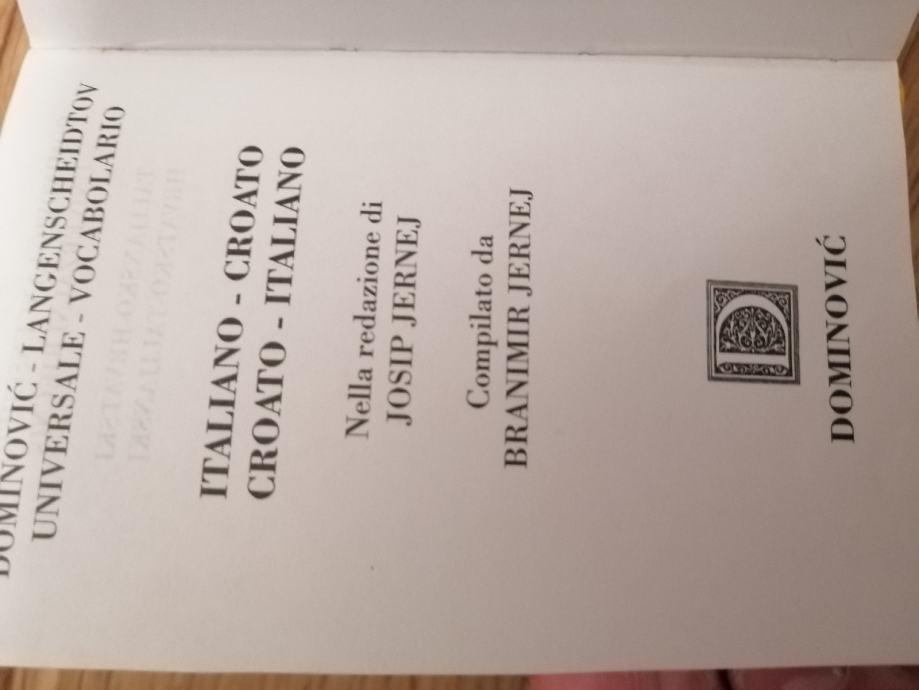 DOMINOVIĆ - LANGENSCHEIDTOV
UNIVERSALE - VOCABOLARIO
ITALIANO - CROATO
CROATO - ITALIANO
Nella redazione di
JOSIP JERNEJ
Compilato da
BRANIMIR JERNEJ
D
DOMINOVIĆ